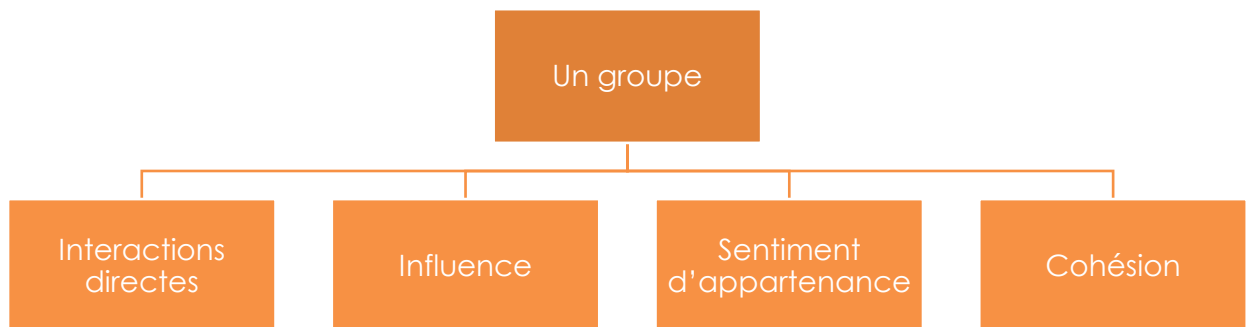 Un groupe
Interactions
directes
Influence
Sentiment
d’appartenance
Cohésion